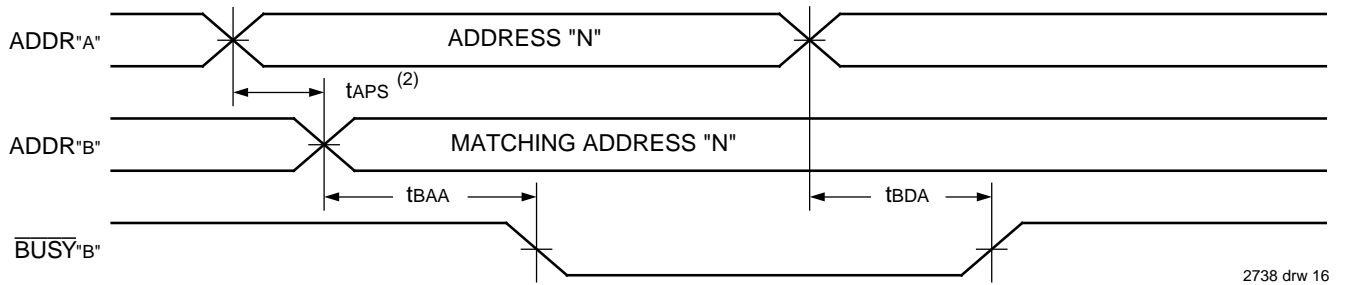 ADDR"A"
ADDRESS "N"
tAPS (2)
ADDR"B"
MATCHING ADDRESS "N"
tBAA
tBDA
BUSY"B"
2738 drw 16